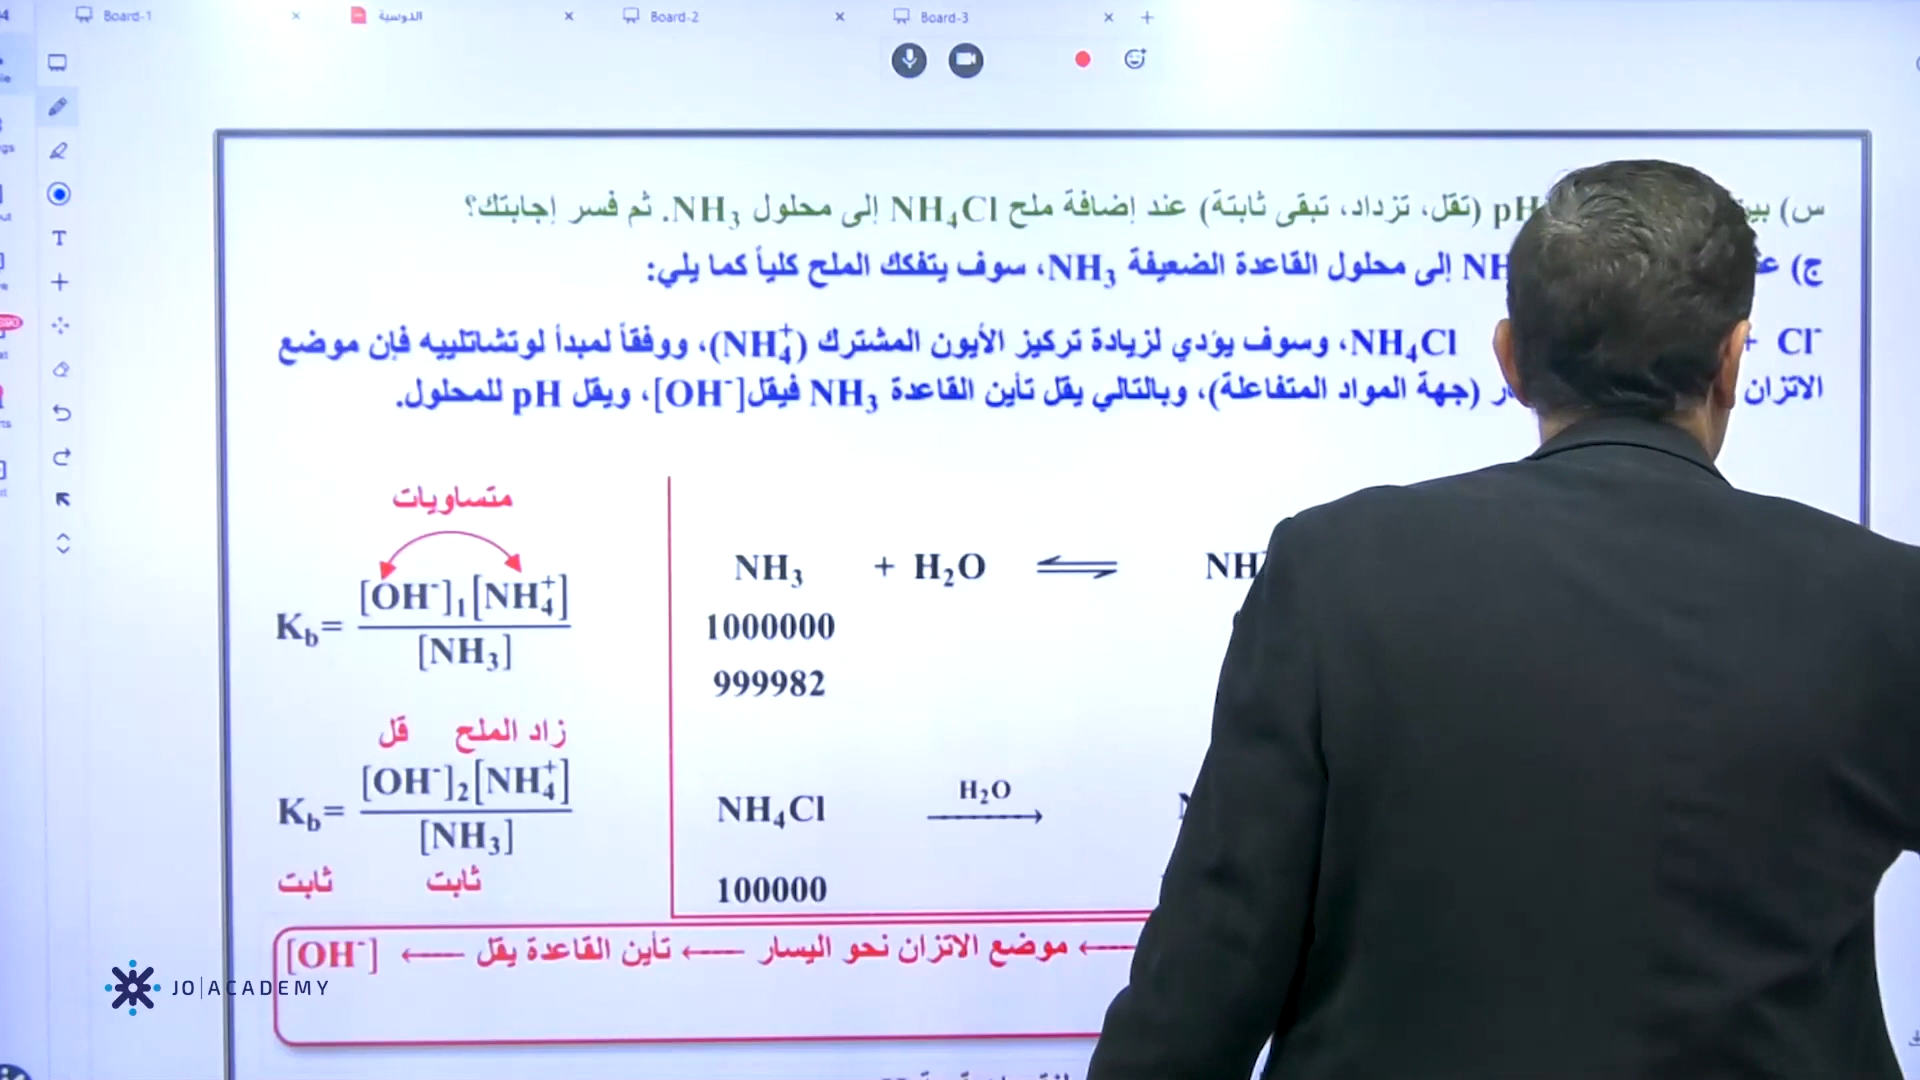 Board-1
الدوسية
Board-2
Board-3
س) pH (تقل، تزداد، تبقى ثابتة) عند إضافة ملح NH₄Cl إلى محلول NH₃. ثم فسر إجابتك؟
ج) إلى محلول القاعدة الضعيفة NH₃، سوف يتفكك الملح كلياً كما يلي:
NH₄Cl + Cl⁻، وسوف يؤدي لزيادة تركيز الأيون المشترك (NH₄⁺)، ووفقاً لمبدأ لوتشاتلييه فإن موضع
الاتزان (جهة المواد المتفاعلة)، وبالتالي يقل تأين القاعدة NH₃ فيقل[OH⁻]، ويقل pH للمحلول.
متساويات
Kb= [OH⁻]₁[NH₄⁺] / [NH₃]
NH₃ + H₂O ⇌ NH
1000000
999982
زاد الملح قل
Kb= [OH⁻]₂[NH₄⁺] / [NH₃]
ثابت ثابت
NH₄Cl H₂O →
100000
← موضع الاتزان نحو اليسار ← تأين القاعدة يقل ← [OH⁻]
JO|ACADEMY